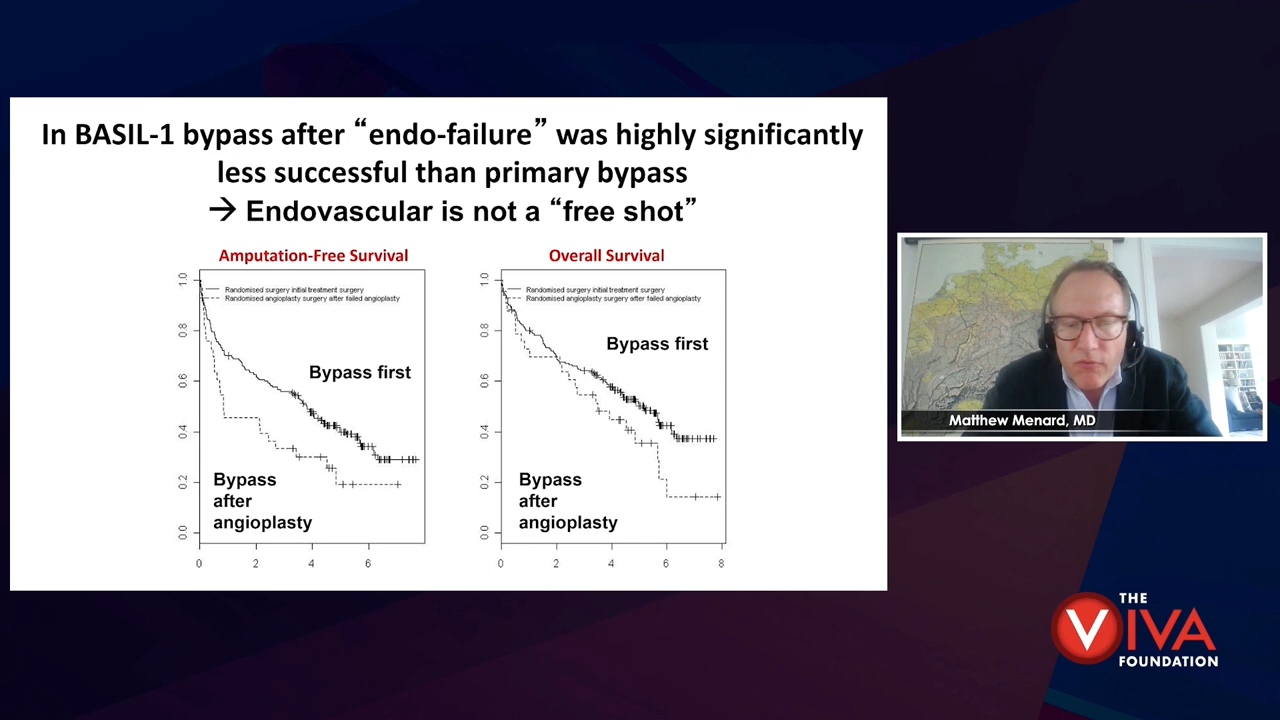 In BASIL-1 bypass after “endo-failure” was highly significantly
less successful than primary bypass
→ Endovascular is not a “free shot”
Amputation-Free Survival
1.0
0.8
0.6
0.4
0.2
0.0
Randomised surgery initial treatment surgery
Randomised angioplasty surgery after failed angioplasty
Bypass first
Bypass
after
angioplasty
0 2 4 6
Overall Survival
1.0
0.8
0.6
0.4
0.2
0.0
Randomised surgery initial treatment surgery
Randomised angioplasty surgery after failed angioplasty
Bypass first
Bypass
after
angioplasty
0 2 4 6 8
Matthew Menard, MD
THE
VIVA
FOUNDATION